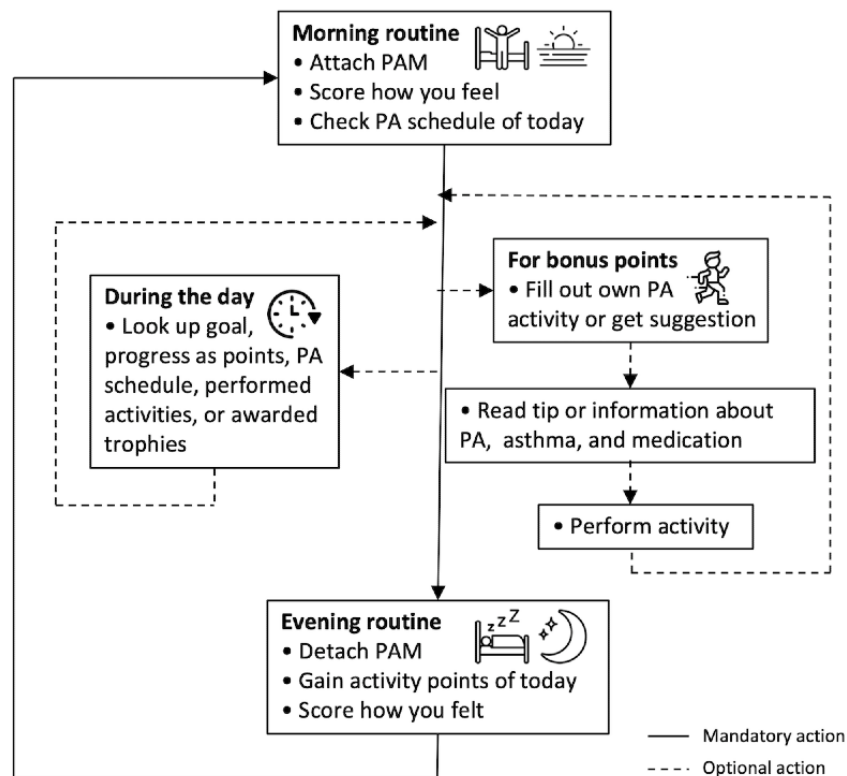 Morning routine
• Attach PAM
• Score how you feel
• Check PA schedule of today
For bonus points
• Fill out own PA
activity or get suggestion
During the day
• Look up goal,
progress as points, PA
schedule, performed
activities, or awarded
trophies
• Read tip or information about
PA, asthma, and medication
• Perform activity
Evening routine
• Detach PAM
• Gain activity points of today
• Score how you felt
z z Z
Mandatory action
Optional action